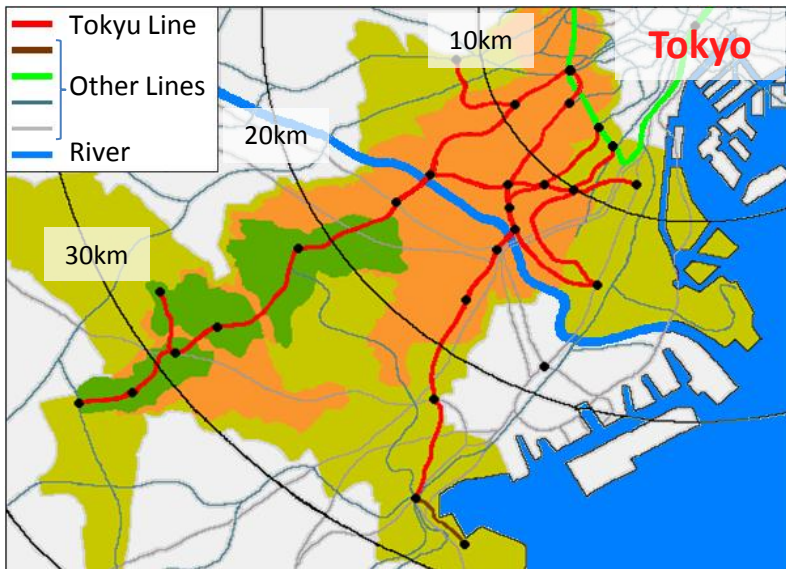 Tokyu Line
Other Lines
River
10km
Tokyo
20km
30km